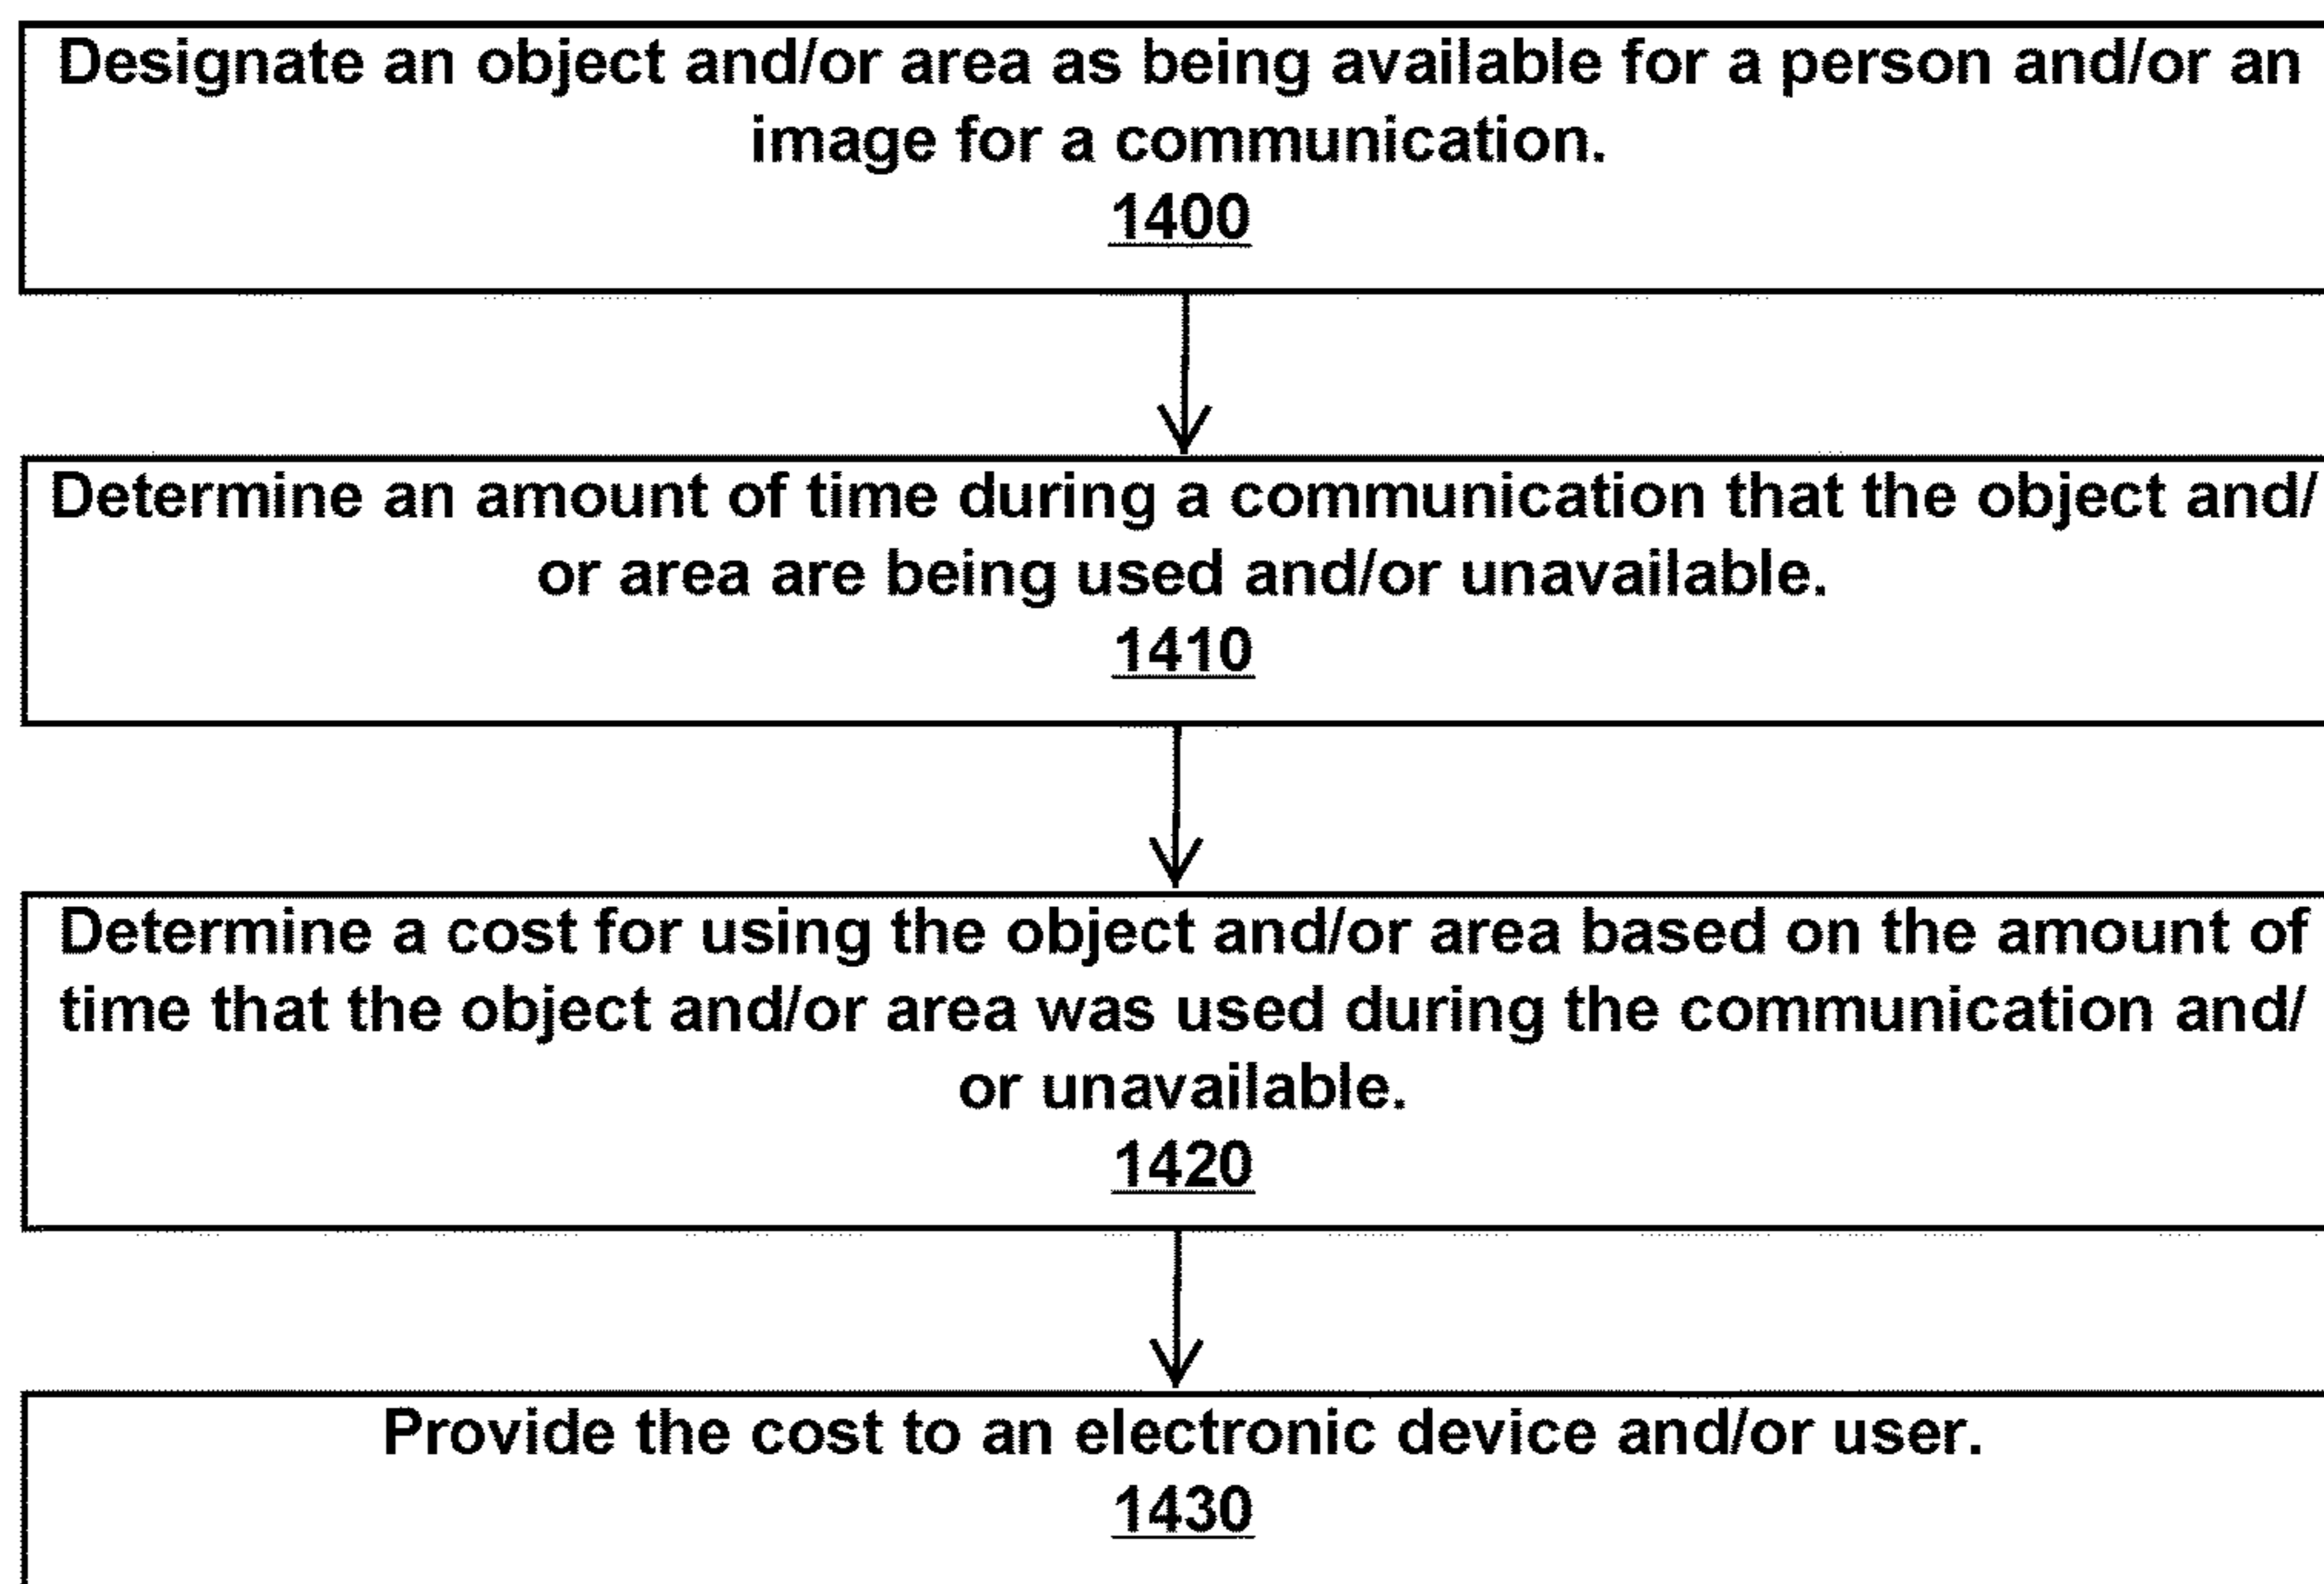 Designate an object and/or area as being available for a person and/or an
image for a communication.
1400
Determine an amount of time during a communication that the object and/
or area are being used and/or unavailable.
1410
Determine a cost for using the object and/or area based on the amount of
time that the object and/or area was used during the communication and/
or unavailable.
1420
Provide the cost to an electronic device and/or user.
1430